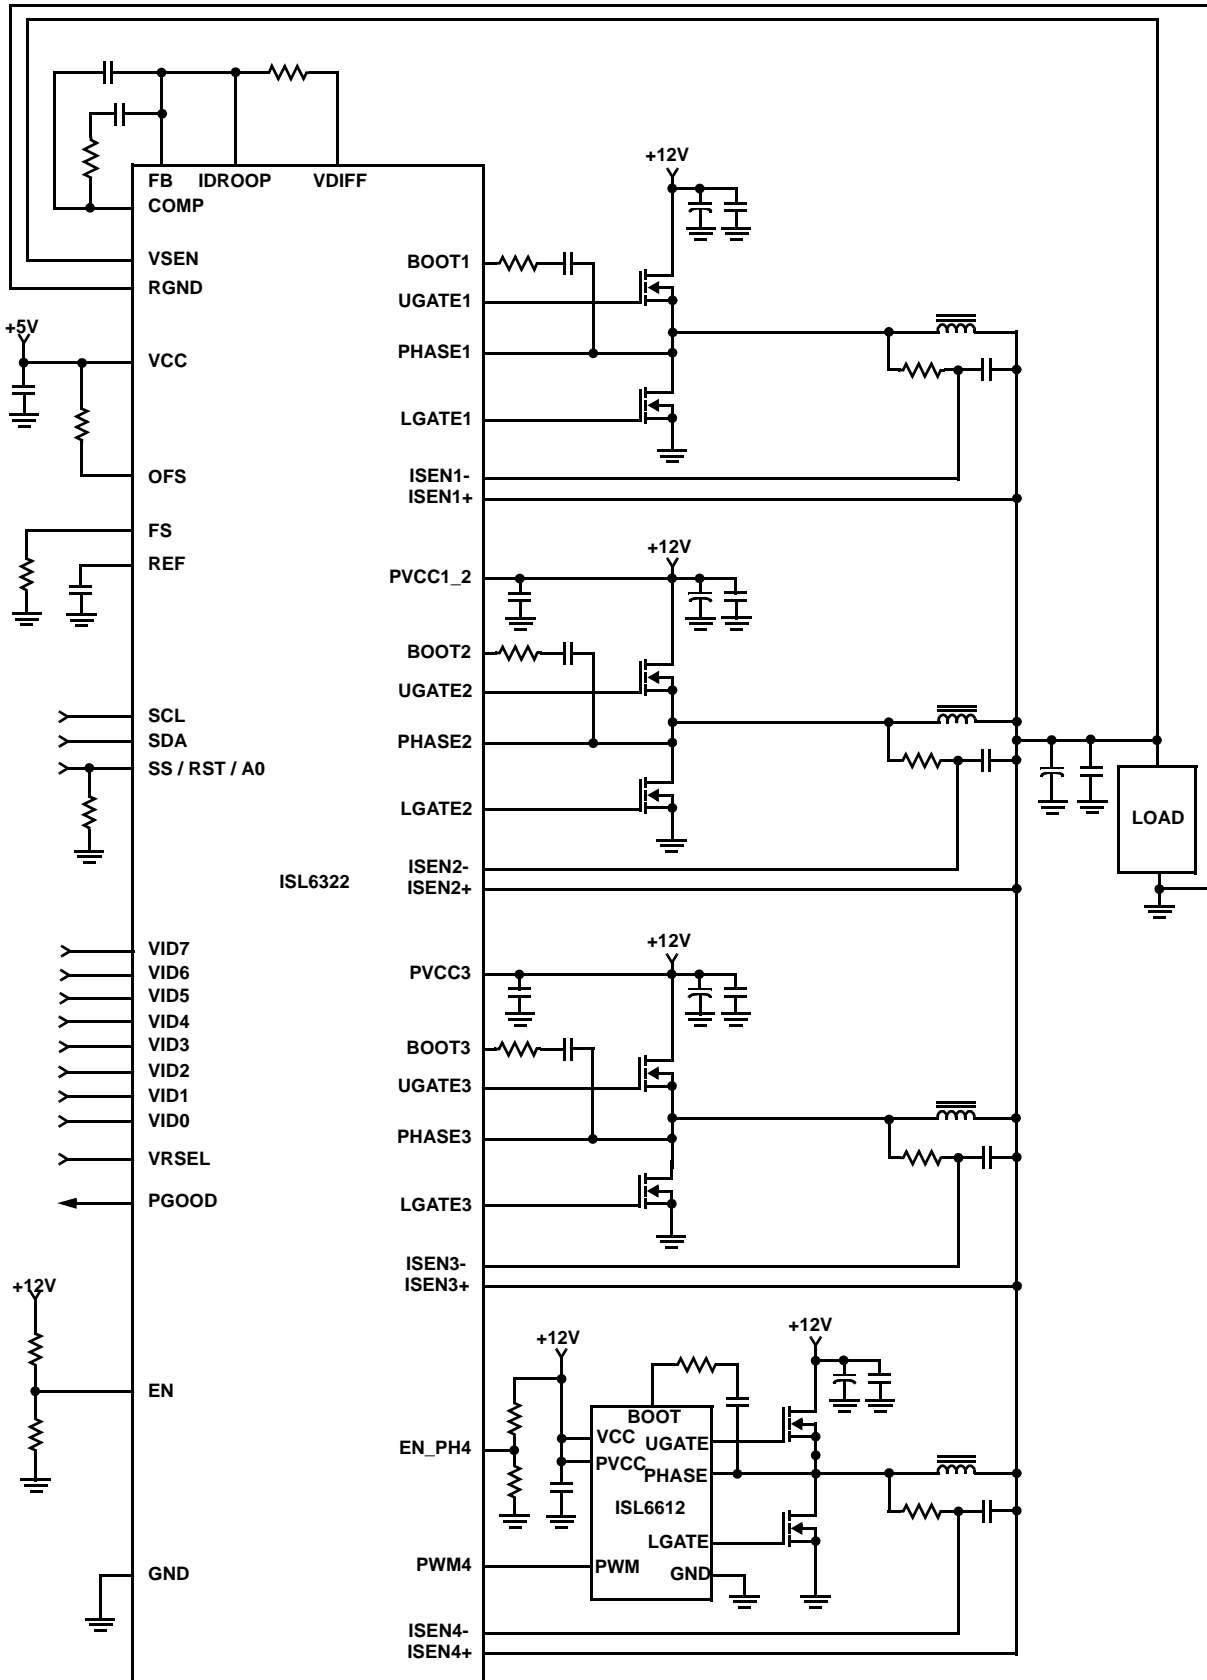 +12V
FB IDROOP VDIFF
COMP
VSEN
RGND
+5V
VCC
OFS
FS
REF
SCL
SDA
SS / RST / A0
ISL6322
VID7
VID6
VID5
VID4
VID3
VID2
VID1
VID0
VRSEL
PGOOD
+12V
EN
GND
BOOT1
UGATE1
PHASE1
LGATE1
ISEN1-
ISEN1+
+12V
PVCC1_2
BOOT2
UGATE2
PHASE2
LGATE2
ISEN2-
ISEN2+
LOAD
+12V
PVCC3
BOOT3
UGATE3
PHASE3
LGATE3
ISEN3-
ISEN3+
+12V
+12V
EN_PH4
BOOT
VCC
UGATE
PVCC
PHASE
ISL6612
LGATE
PWM4
PWM
GND
ISEN4-
ISEN4+